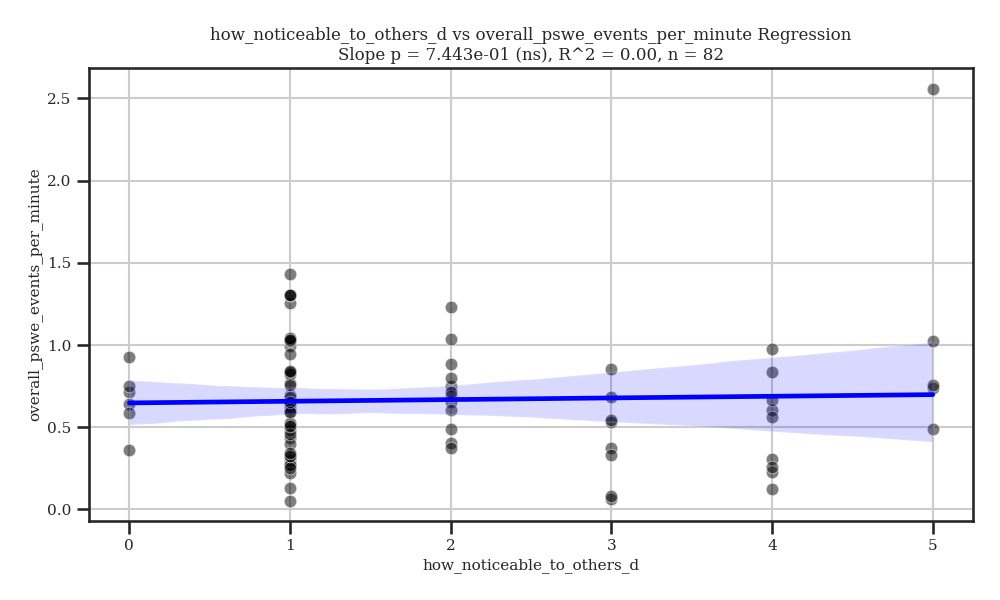 how_noticeable_to_others_d vs overall_pswe_events_per_minute Regression
Slope p = 7.443e-01 (ns), R^2 = 0.00, n = 82
overall_pswe_events_per_minute
2.5
2.0
1.5
1.0
0.5
0.0
0 1 2 3 4 5
how_noticeable_to_others_d